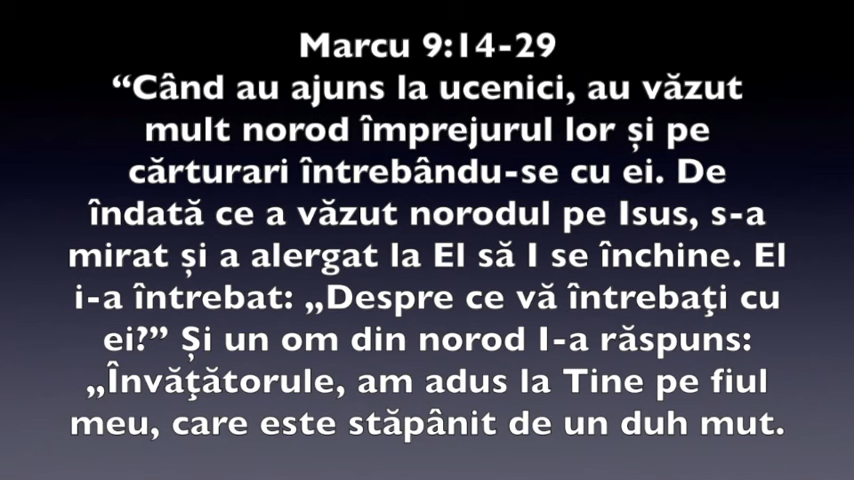 Marcu 9:14-29
“Când au ajuns la ucenici, au văzut
mult norod împrejurul lor și pe
cărturari întrebându-se cu ei. De
îndată ce a văzut norodul pe Isus, s-a
mirat și a alergat la El să I se închine. El
i-a întrebat: „Despre ce vă întrebaţi cu
ei?” Și un om din norod I-a răspuns:
„Învăţătorule, am adus la Tine pe fiul
meu, care este stăpânit de un duh mut.